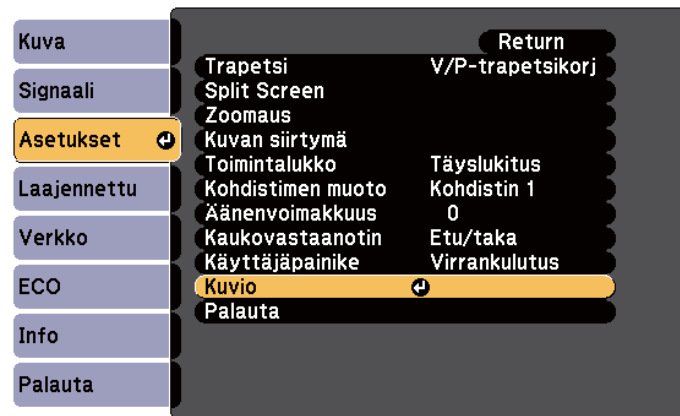 Kuva
Signaali
Asetukset
Laajennettu
Verkko
ECO
Info
Palauta
Return
Trapetsi V/P-trapetsikorj
Split Screen
Zoomaus
Kuvan siirtymä
Toimintalukko Täyslukitus
Kohdistimen muoto Kohdistin 1
Äänenvoimakkuus 0
Kaukovastaanotin Etu/taka
Käyttäjäpainike Virrankulutus
Kuvio
Palauta